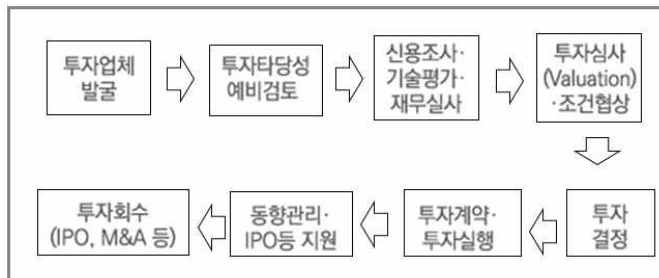 투자업체
발굴
투자타당성
예비검토
신용조사·
기술평가·
재무실사
투자심사
(Valuation)
·조건협상
투자
결정
투자계약·
투자실행
동향관리·
IPO등 지원
투자회수
(IPO, M&A 등)